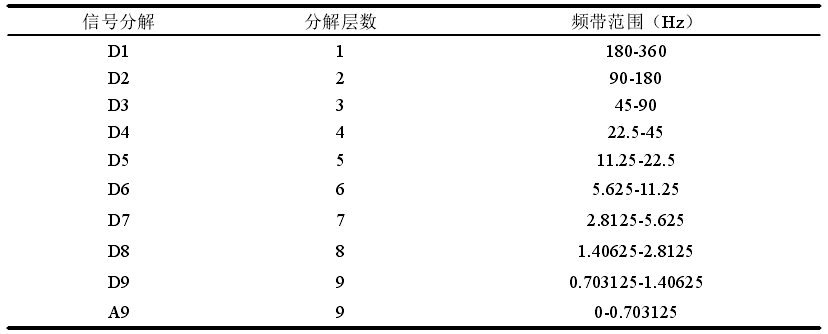 信号分解 分解层数 频带范围（Hz）
D1 1 180-360
D2 2 90-180
D3 3 45-90
D4 4 22.5-45
D5 5 11.25-22.5
D6 6 5.625-11.25
D7 7 2.8125-5.625
D8 8 1.40625-2.8125
D9 9 0.703125-1.40625
A9 9 0-0.703125